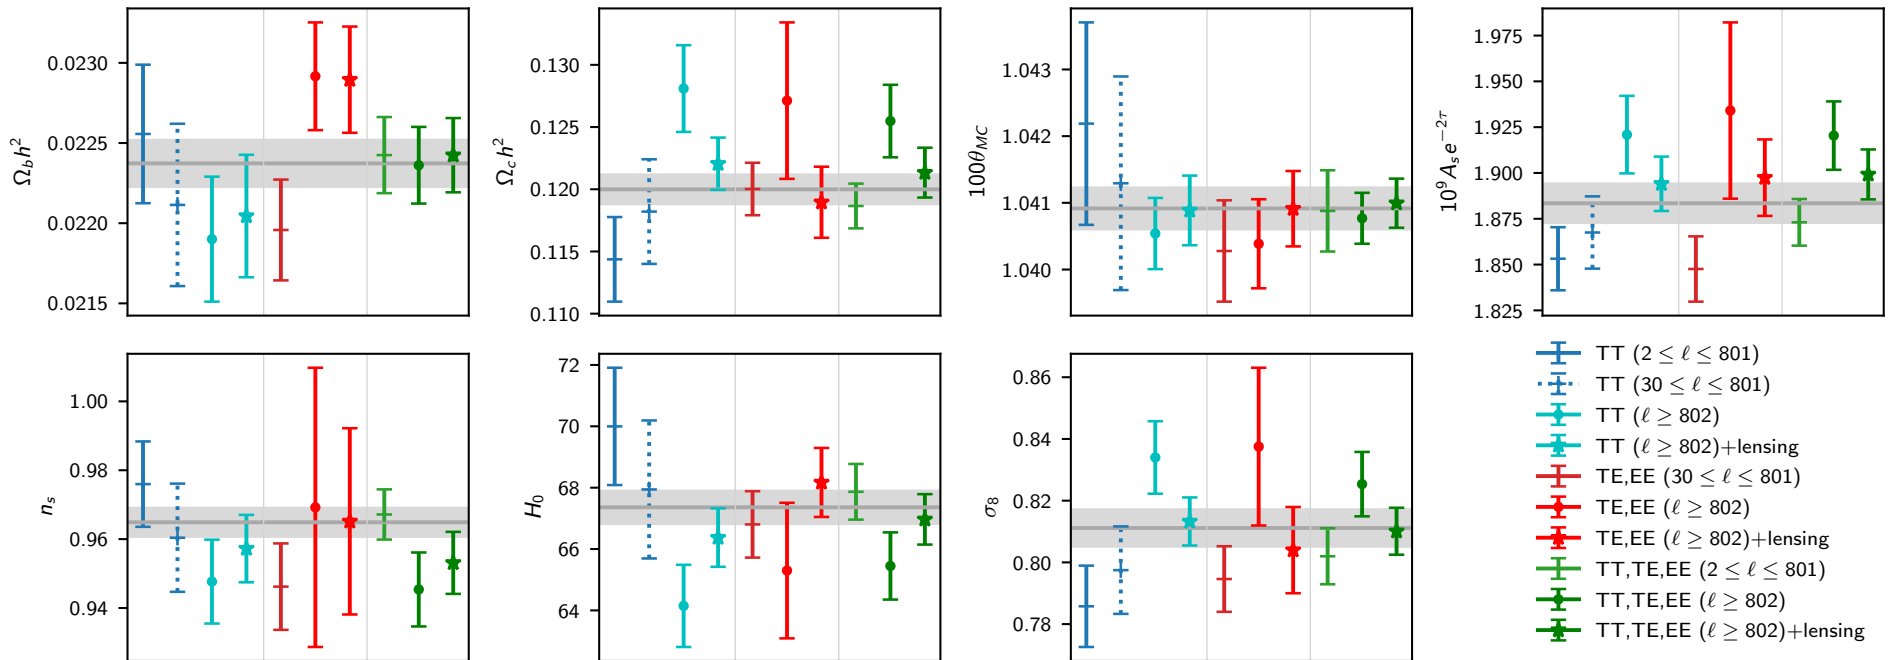 Ω_b h²
0.0230
0.0225
0.0220
0.0215
Ω_c h²
0.130
0.125
0.120
0.115
0.110
100θ_MC
1.043
1.042
1.041
1.040
10⁹ A_s e^{-2τ}
1.975
1.950
1.925
1.900
1.875
1.850
1.825
n_s
1.00
0.98
0.96
0.94
H_0
72
70
68
66
64
σ_8
0.86
0.84
0.82
0.80
0.78
TT (2 ≤ ℓ ≤ 801)
TT (30 ≤ ℓ ≤ 801)
TT (ℓ ≥ 802)
TT (ℓ ≥ 802)+lensing
TE,EE (30 ≤ ℓ ≤ 801)
TE,EE (ℓ ≥ 802)
TE,EE (ℓ ≥ 802)+lensing
TT,TE,EE (2 ≤ ℓ ≤ 801)
TT,TE,EE (ℓ ≥ 802)
TT,TE,EE (ℓ ≥ 802)+lensing